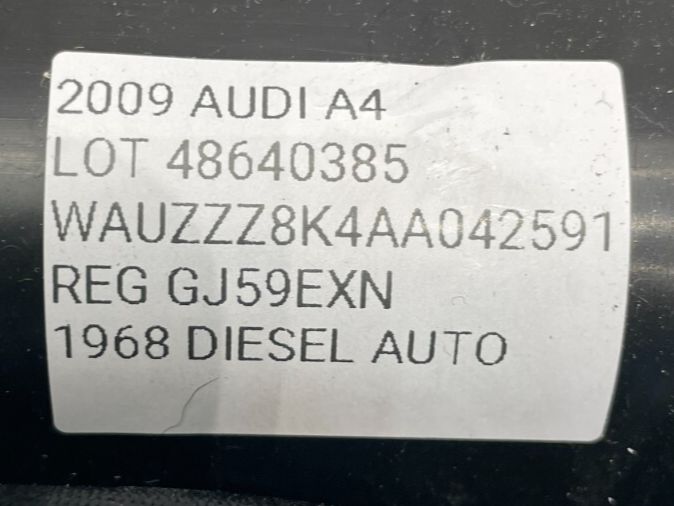 2009 AUDI A4
LOT 48640385
WAUZZZ8K4AA042591
REG GJ59EXN
1968 DIESEL AUTO